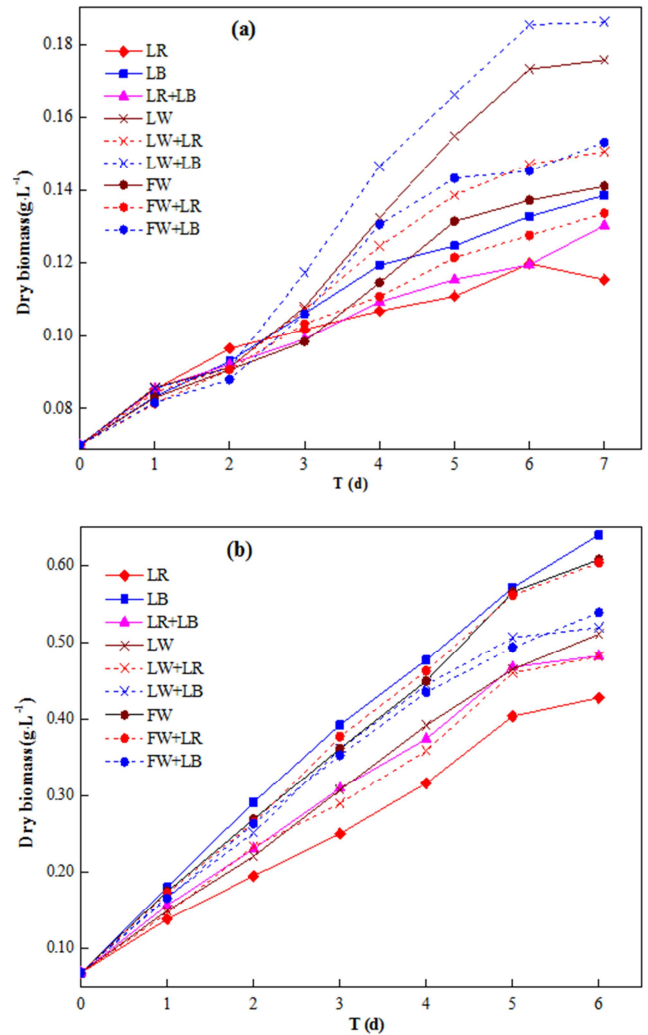 (a)
LR
LB
LR+LB
LW
LW+LR
LW+LB
FW
FW+LR
FW+LB
Dry biomass(g·L⁻¹)
0.18
0.16
0.14
0.12
0.10
0.08
0 1 2 3 4 5 6 7
T (d)
(b)
LR
LB
LR+LB
LW
LW+LR
LW+LB
FW
FW+LR
FW+LB
Dry biomass(g·L⁻¹)
0.60
0.50
0.40
0.30
0.20
0.10
0 1 2 3 4 5 6
T (d)